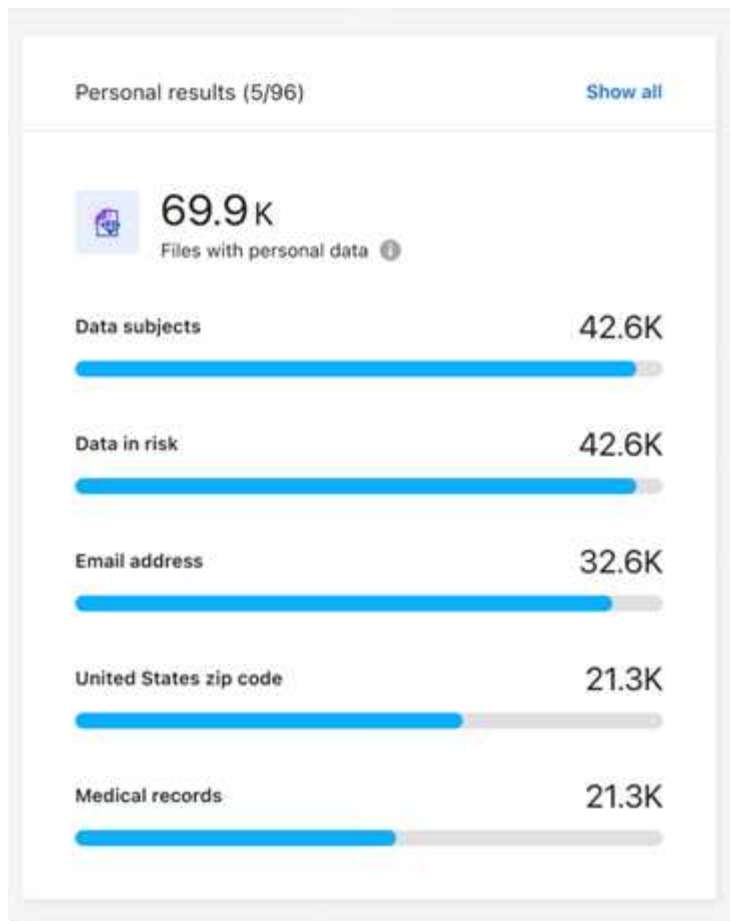 Personal results (5/96) Show all
69.9 K
Files with personal data
Data subjects 42.6K
Data in risk 42.6K
Email address 32.6K
United States zip code 21.3K
Medical records 21.3K